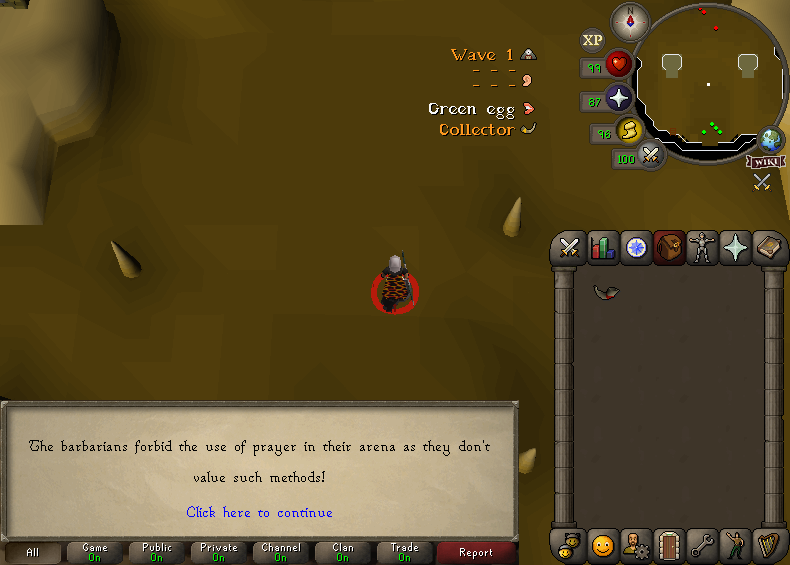 N
XP
Wave 1
- - -
- - -
99
67
Green egg
Collector
96
100
WIKI
The barbarians forbid the use of prayer in their arena as they don't
value such methods!
Click here to continue
All
Game
On
Public
On
Private
On
Channel
On
Clan
On
Trade
On
Report